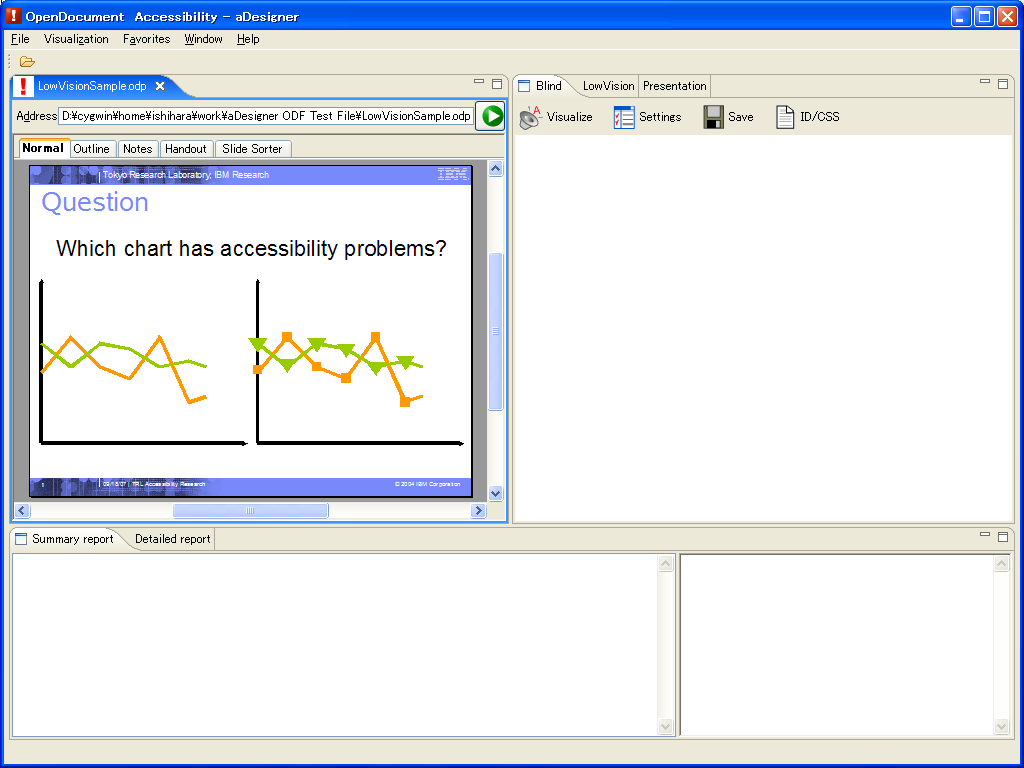 OpenDocument Accessibility - aDesigner
File Visualization Favorites Window Help
LowVisionSample.odp
Address D:¥cygwin¥home¥ishihara¥work¥aDesigner ODF Test File¥LowVisionSample.odp
Normal Outline Notes Handout Slide Sorter
Tokyo Research Laboratory, IBM Research IBM
Question
Which chart has accessibility problems?
1 09/18/07 | TRL Accessibility Research © 2004 IBM Corporation
Blind LowVision Presentation
Visualize Settings Save ID/CSS
Summary report Detailed report